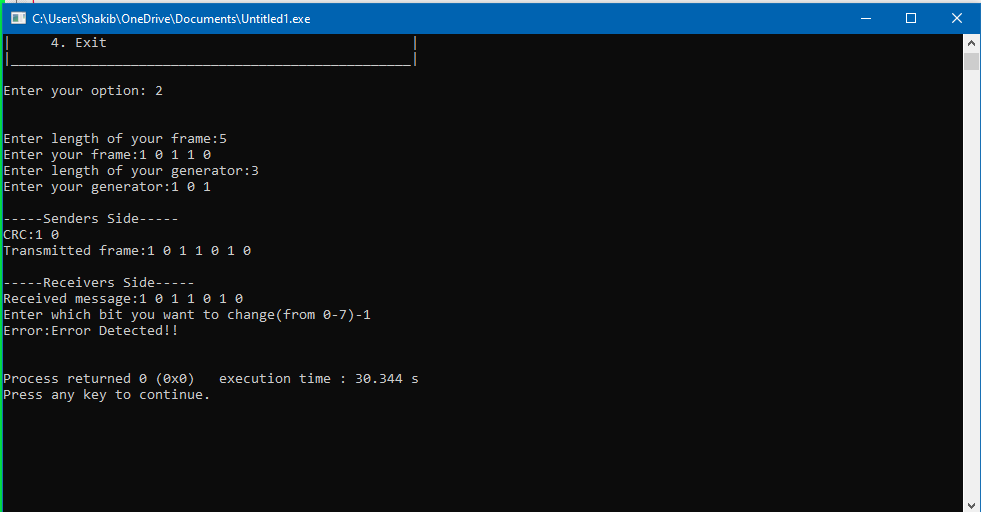 C:\Users\Shakib\OneDrive\Documents\Untitled1.exe
|     4. Exit                                      |
|__________________________________________________|
Enter your option: 2
Enter length of your frame:5
Enter your frame:1 0 1 1 0
Enter length of your generator:3
Enter your generator:1 0 1
-----Senders Side-----
CRC:1 0
Transmitted frame:1 0 1 1 0 1 0
-----Receivers Side-----
Received message:1 0 1 1 0 1 0
Enter which bit you want to change(from 0-7)-1
Error:Error Detected!!
Process returned 0 (0x0)   execution time : 30.344 s
Press any key to continue.